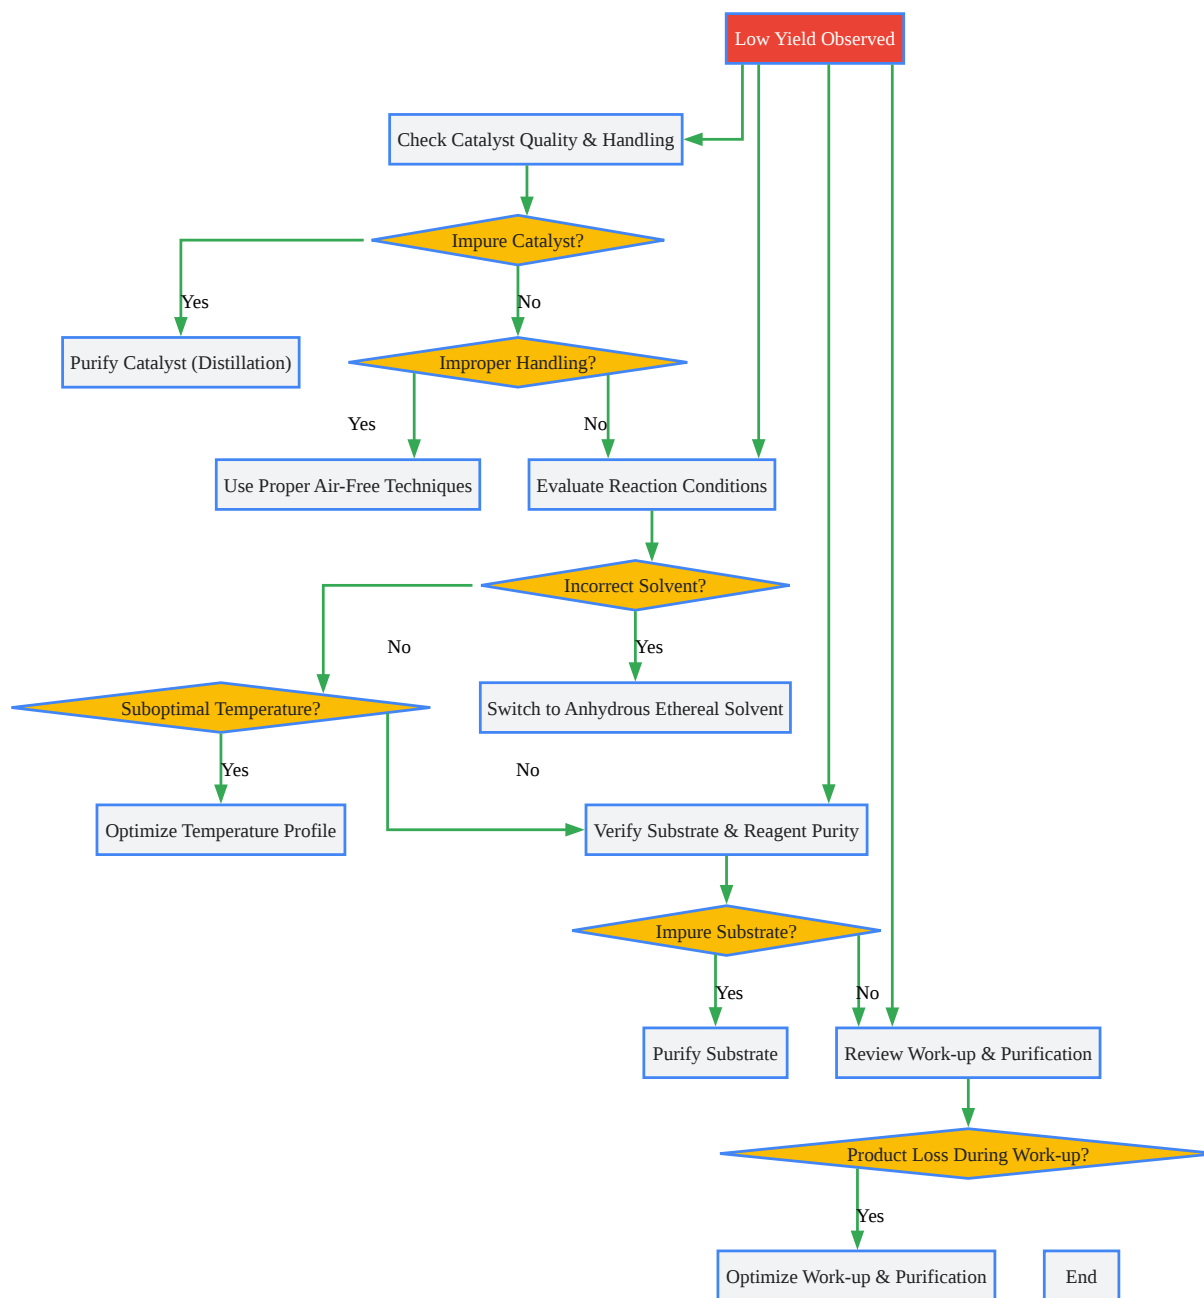 Low Yield Observed
Check Catalyst Quality & Handling
Impure Catalyst?
Yes
No
Purify Catalyst (Distillation)
Improper Handling?
Yes
No
Use Proper Air-Free Techniques
Evaluate Reaction Conditions
Incorrect Solvent?
No
Yes
Suboptimal Temperature?
Switch to Anhydrous Ethereal Solvent
Yes
No
Optimize Temperature Profile
Verify Substrate & Reagent Purity
Impure Substrate?
Yes
No
Purify Substrate
Review Work-up & Purification
Product Loss During Work-up?
Yes
Optimize Work-up & Purification
End